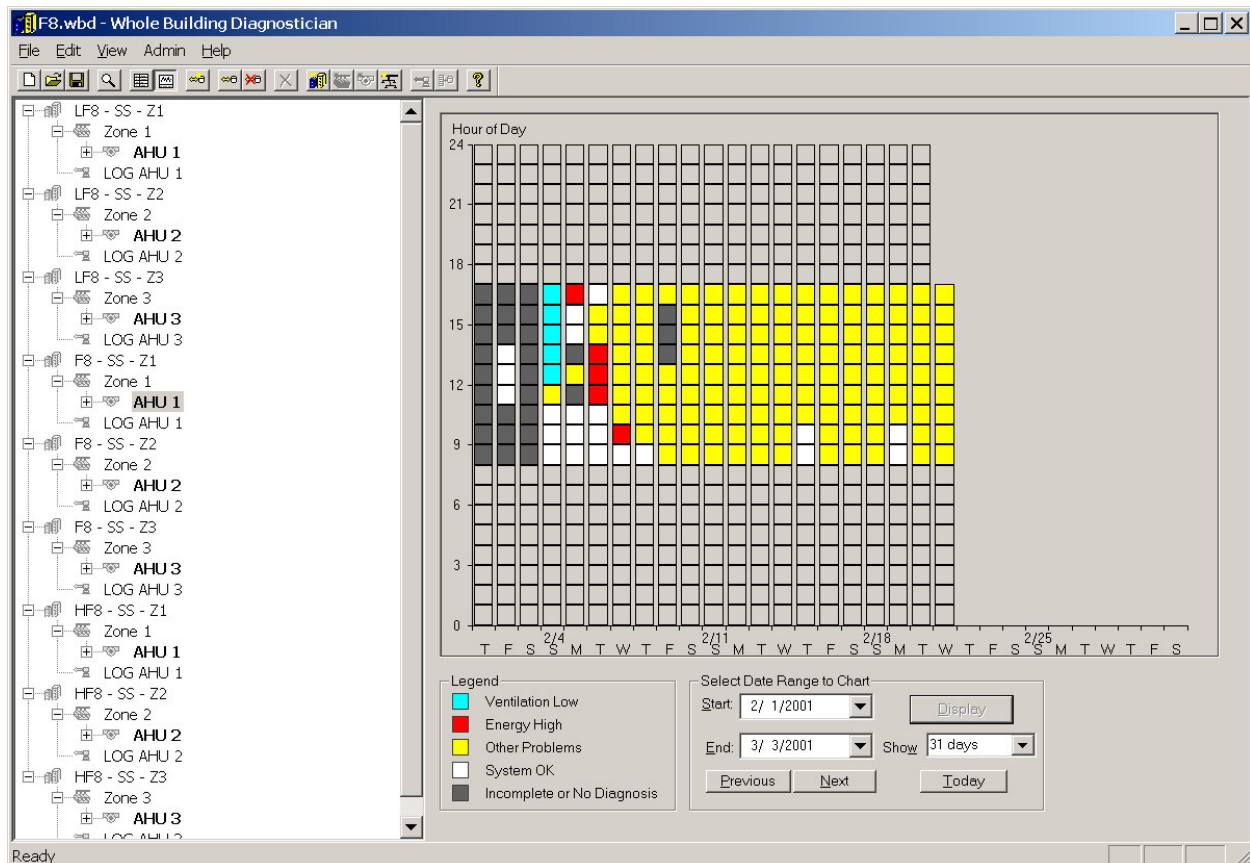 F8.wbd - Whole Building Diagnostician
File Edit View Admin Help
LF8 - SS - Z1
Zone 1
AHU 1
LOG AHU 1
LF8 - SS - Z2
Zone 2
AHU 2
LOG AHU 2
LF8 - SS - Z3
Zone 3
AHU 3
LOG AHU 3
F8 - SS - Z1
Zone 1
AHU 1
LOG AHU 1
F8 - SS - Z2
Zone 2
AHU 2
LOG AHU 2
F8 - SS - Z3
Zone 3
AHU 3
LOG AHU 3
HF8 - SS - Z1
Zone 1
AHU 1
LOG AHU 1
HF8 - SS - Z2
Zone 2
AHU 2
LOG AHU 2
HF8 - SS - Z3
Zone 3
AHU 3
Hour of Day
24
21
18
15
12
9
6
3
0
2/4 2/11 2/18 2/25
T F S S M T W T F S S M T W T F S S M T W T F S S M T W T F S
Legend
Ventilation Low
Energy High
Other Problems
System OK
Incomplete or No Diagnosis
Select Date Range to Chart
Start: 2/ 1/2001 Display
End: 3/ 3/2001 Show 31 days
Previous Next Today
Ready